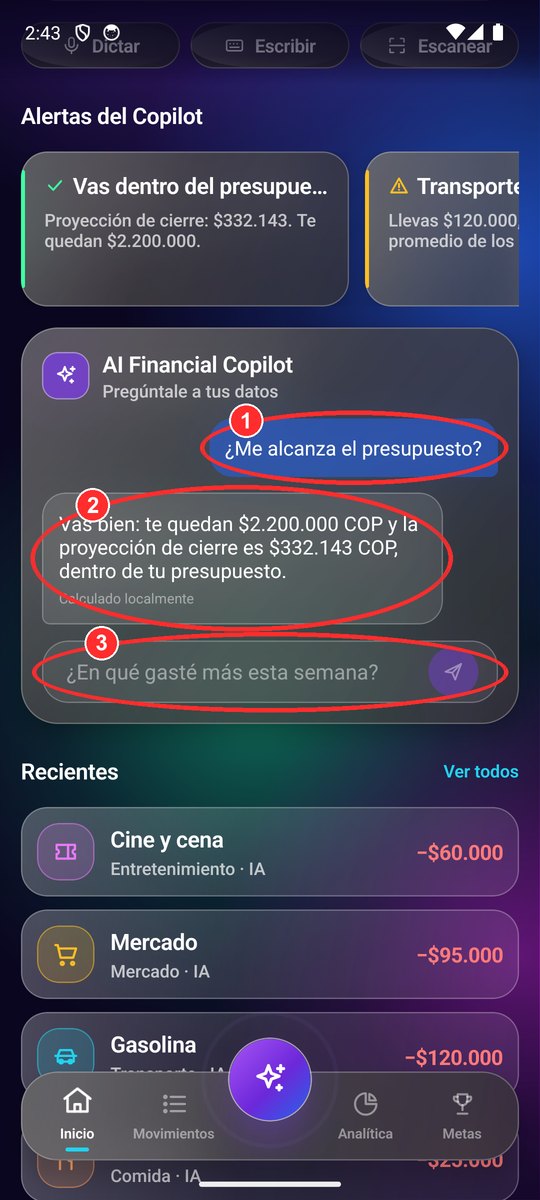 2:43
Dictar
Escribir
Escanear
Alertas del Copilot
Vas dentro del presupue...
Proyección de cierre: $332.143. Te
quedan $2.200.000.
Transporte
Llevas $120.000,
promedio de los
AI Financial Copilot
Pregúntale a tus datos
1
¿Me alcanza el presupuesto?
2
Vas bien: te quedan $2.200.000 COP y la
proyección de cierre es $332.143 COP,
dentro de tu presupuesto.
Calculado localmente
3
¿En qué gasté más esta semana?
Recientes
Ver todos
Cine y cena
Entretenimiento · IA
−$60.000
Mercado
Mercado · IA
−$95.000
Gasolina
−$120.000
Inicio
Movimientos
Analítica
Metas
Comida · IA
−$25.000